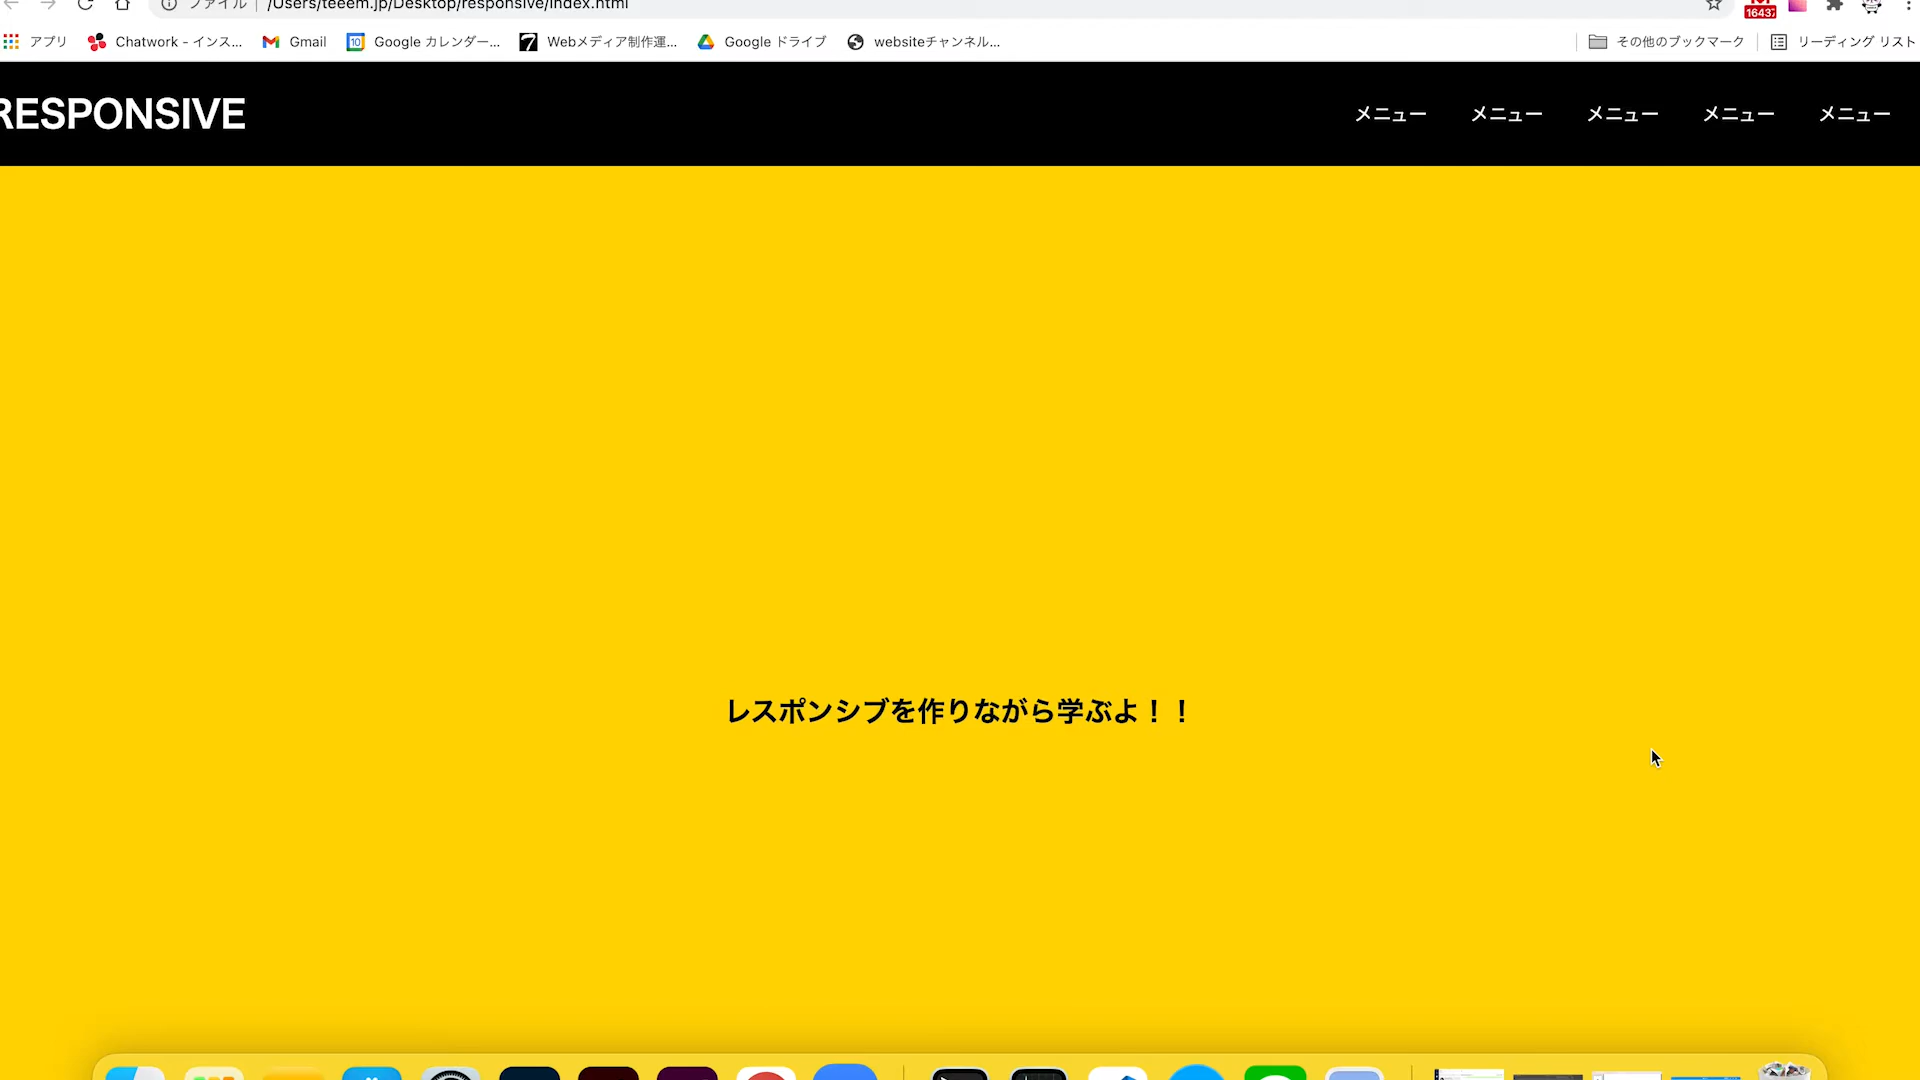 ファイル /Users/teeem.jp/Desktop/responsive/index.html
16437
アプリ Chatwork - インス... Gmail Google カレンダー... Webメディア制作運... Google ドライブ websiteチャンネル... その他のブックマーク リーディング リスト
RESPONSIVE メニュー メニュー メニュー メニュー メニュー
レスポンシブを作りながら学ぶよ！！